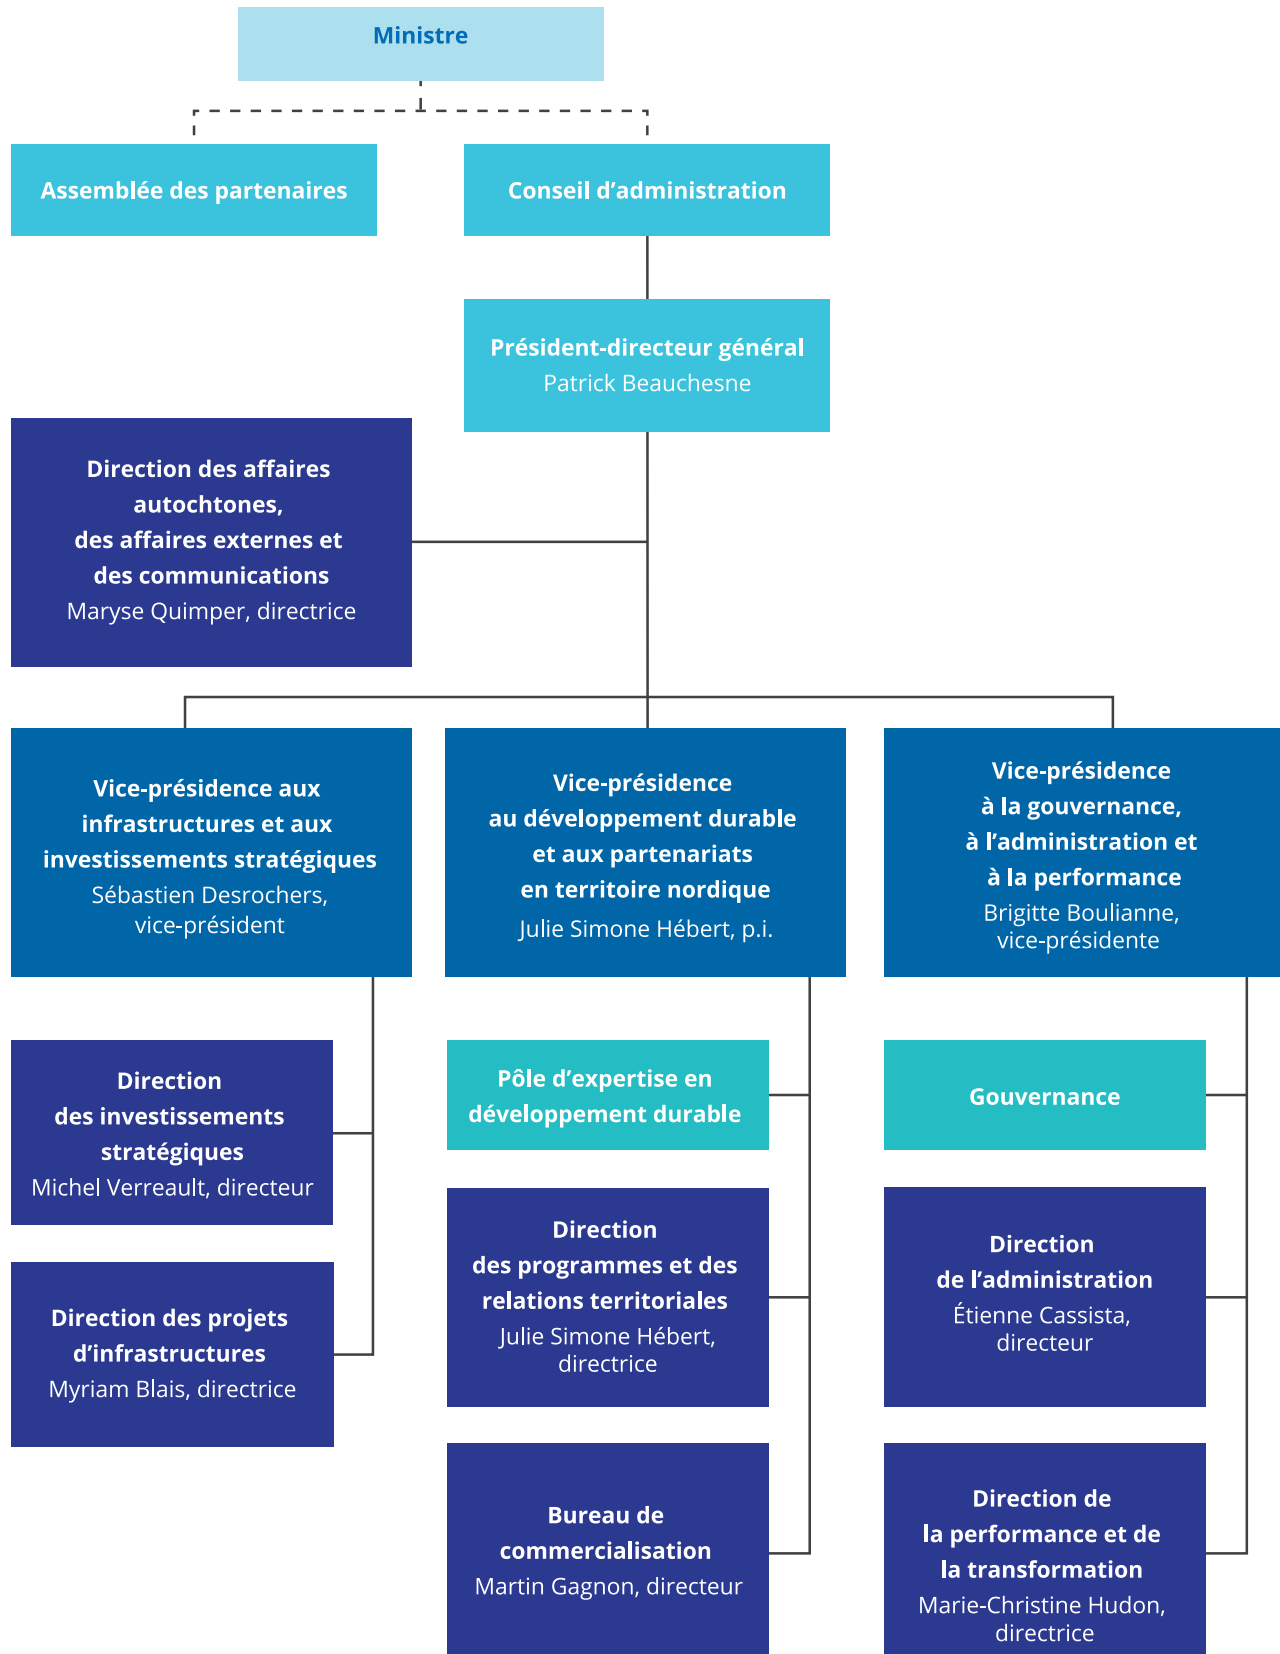 Ministre
Assemblée des partenaires
Conseil d’administration
Président-directeur général
Patrick Beauchesne
Direction des affaires
autochtones,
des affaires externes et
des communications
Maryse Quimper, directrice
Vice-présidence aux
infrastructures et aux
investissements stratégiques
Sébastien Desrochers,
vice-président
Vice-présidence
au développement durable
et aux partenariats
en territoire nordique
Julie Simone Hébert, p.i.
Vice-présidence
à la gouvernance,
à l’administration et
à la performance
Brigitte Boulianne,
vice-présidente
Direction
des investissements
stratégiques
Michel Verreault, directeur
Direction des projets
d’infrastructures
Myriam Blais, directrice
Pôle d’expertise en
développement durable
Direction
des programmes et des
relations territoriales
Julie Simone Hébert,
directrice
Bureau de
commercialisation
Martin Gagnon, directeur
Gouvernance
Direction
de l’administration
Étienne Cassista,
directeur
Direction de
la performance et de
la transformation
Marie-Christine Hudon,
directrice